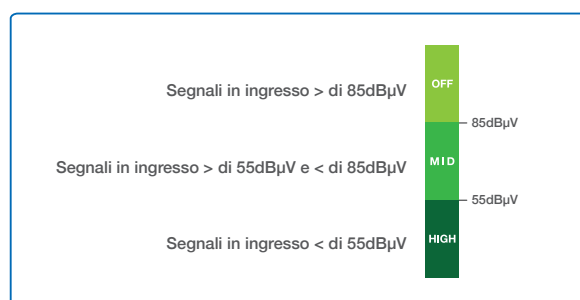 Segnali in ingresso > di 85dBµV
OFF
85dBµV
Segnali in ingresso > di 55dBµV e < di 85dBµV
MID
55dBµV
Segnali in ingresso < di 55dBµV
HIGH